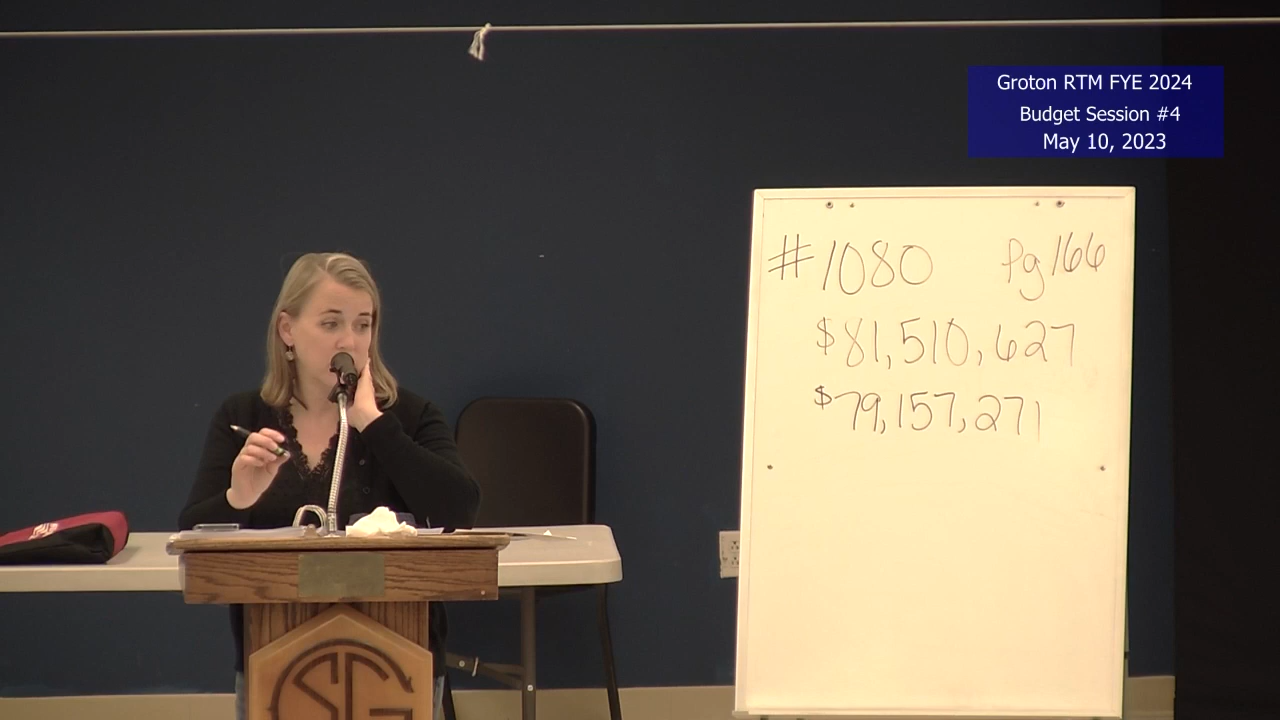 Groton RTM FYE 2024
Budget Session #4
May 10, 2023
#1080 Pg 166
$81,510,627
$79,157,271